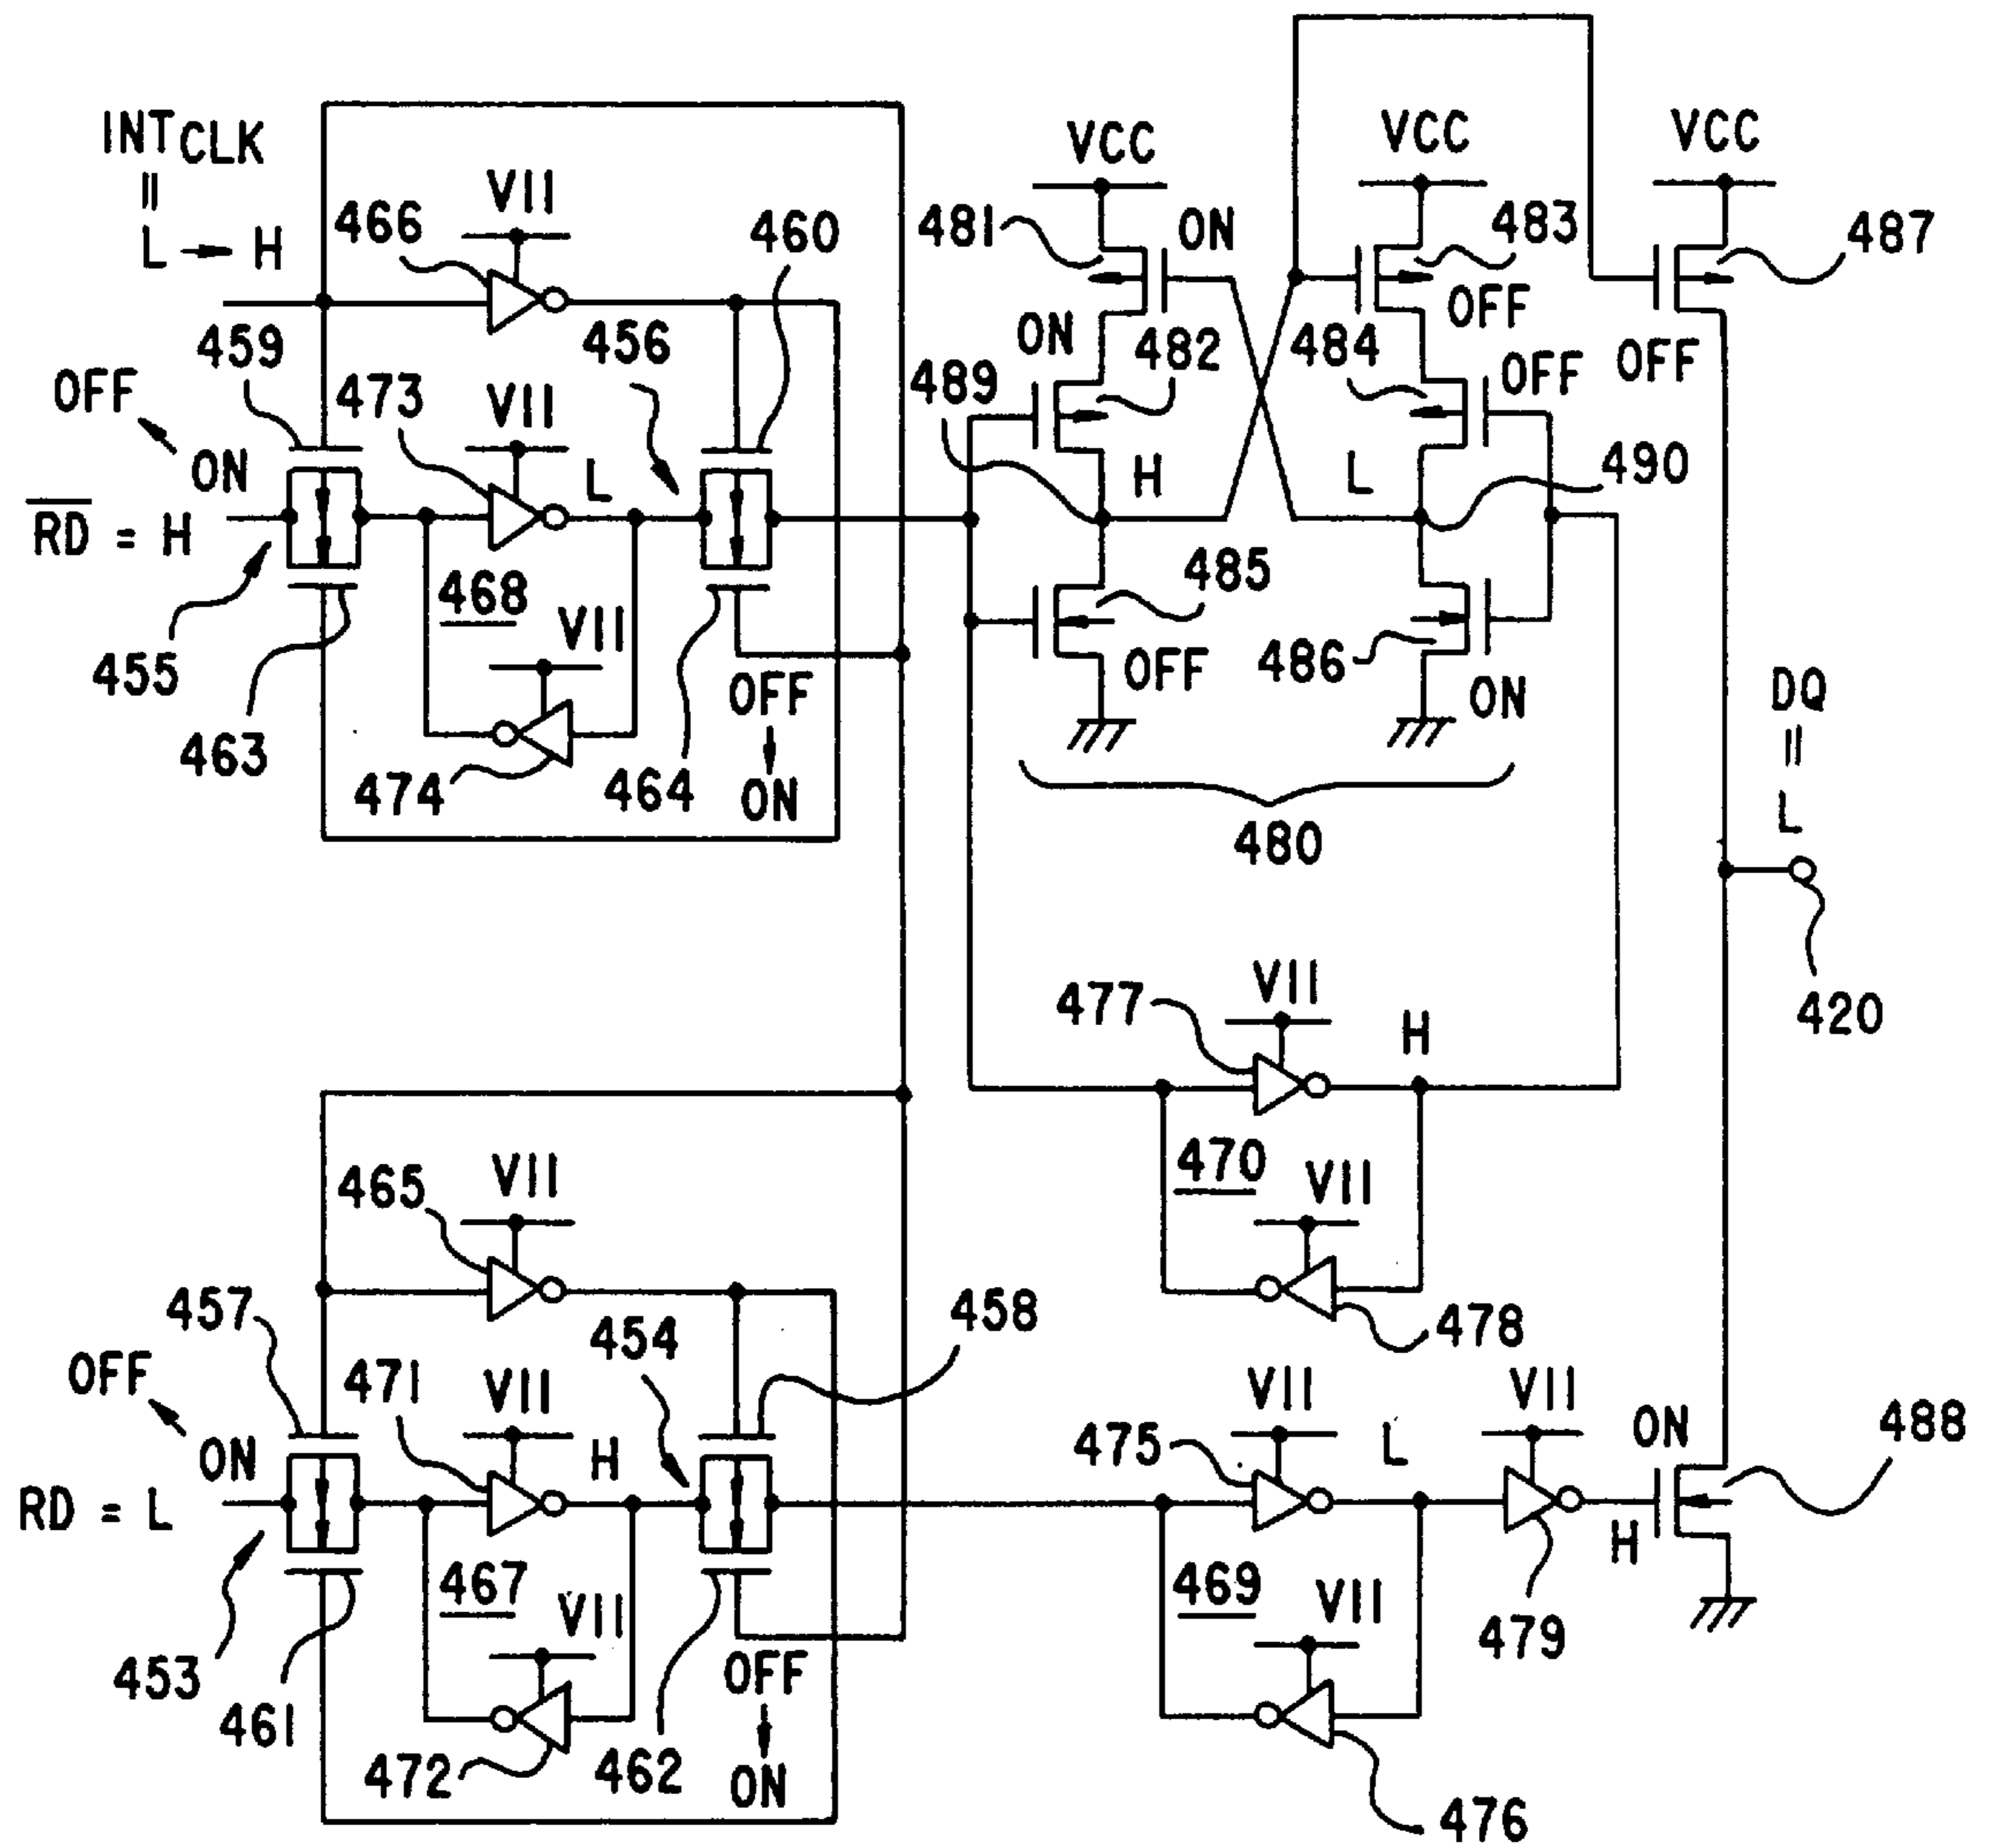 INTCLK
=
L → H
466
VII
460
459
456
OFF
ON
473
VII
L
RD = H
468
VII
455
463
474
464
OFF
ON
VCC
VCC
VCC
481
ON
483
487
ON
482
484
OFF
OFF
OFF
489
H
L
490
485
OFF
486
ON
480
DQ
=
L
420
477
VII
H
470
VII
478
465
VII
457
454
458
OFF
ON
471
VII
H
RD = L
467
VII
453
461
472
462
OFF
ON
475
VII
L
VII
ON
488
469
VII
H
479
476